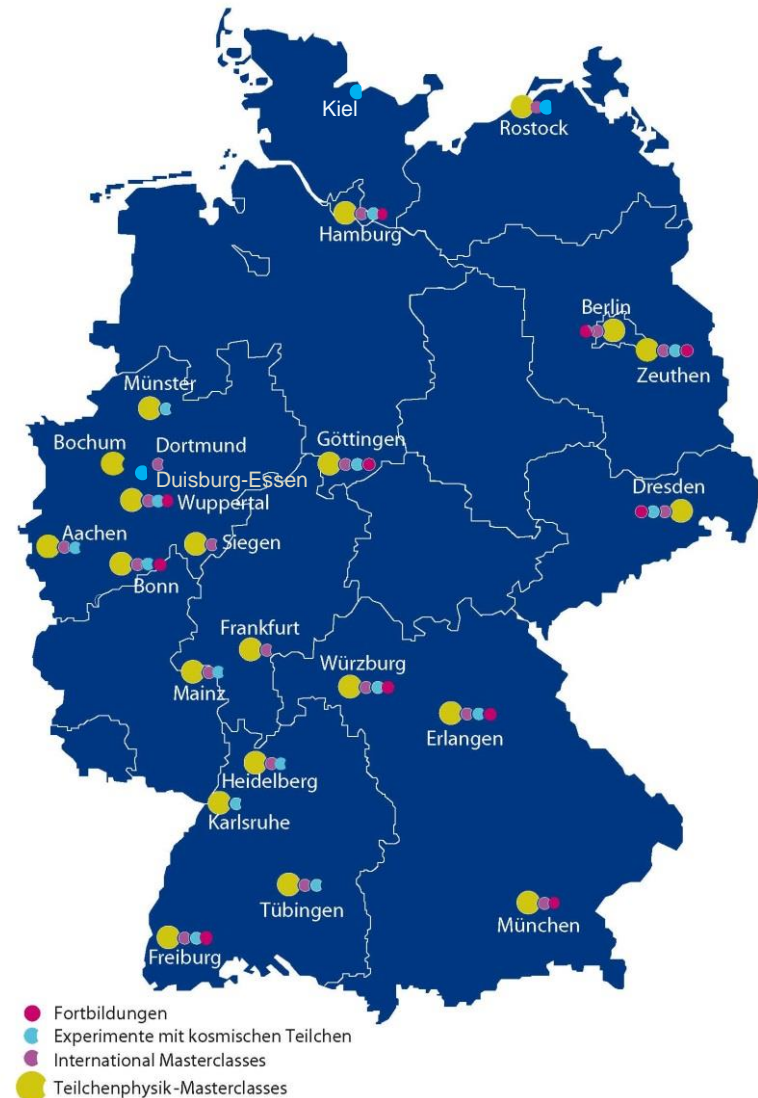 Kiel
Rostock
Hamburg
Berlin
Zeuthen
Münster
Bochum
Dortmund
Göttingen
Duisburg-Essen
Wuppertal
Dresden
Aachen
Siegen
Bonn
Frankfurt
Würzburg
Mainz
Erlangen
Heidelberg
Karlsruhe
Tübingen
München
Freiburg
Fortbildungen
Experimente mit kosmischen Teilchen
International Masterclasses
Teilchenphysik-Masterclasses